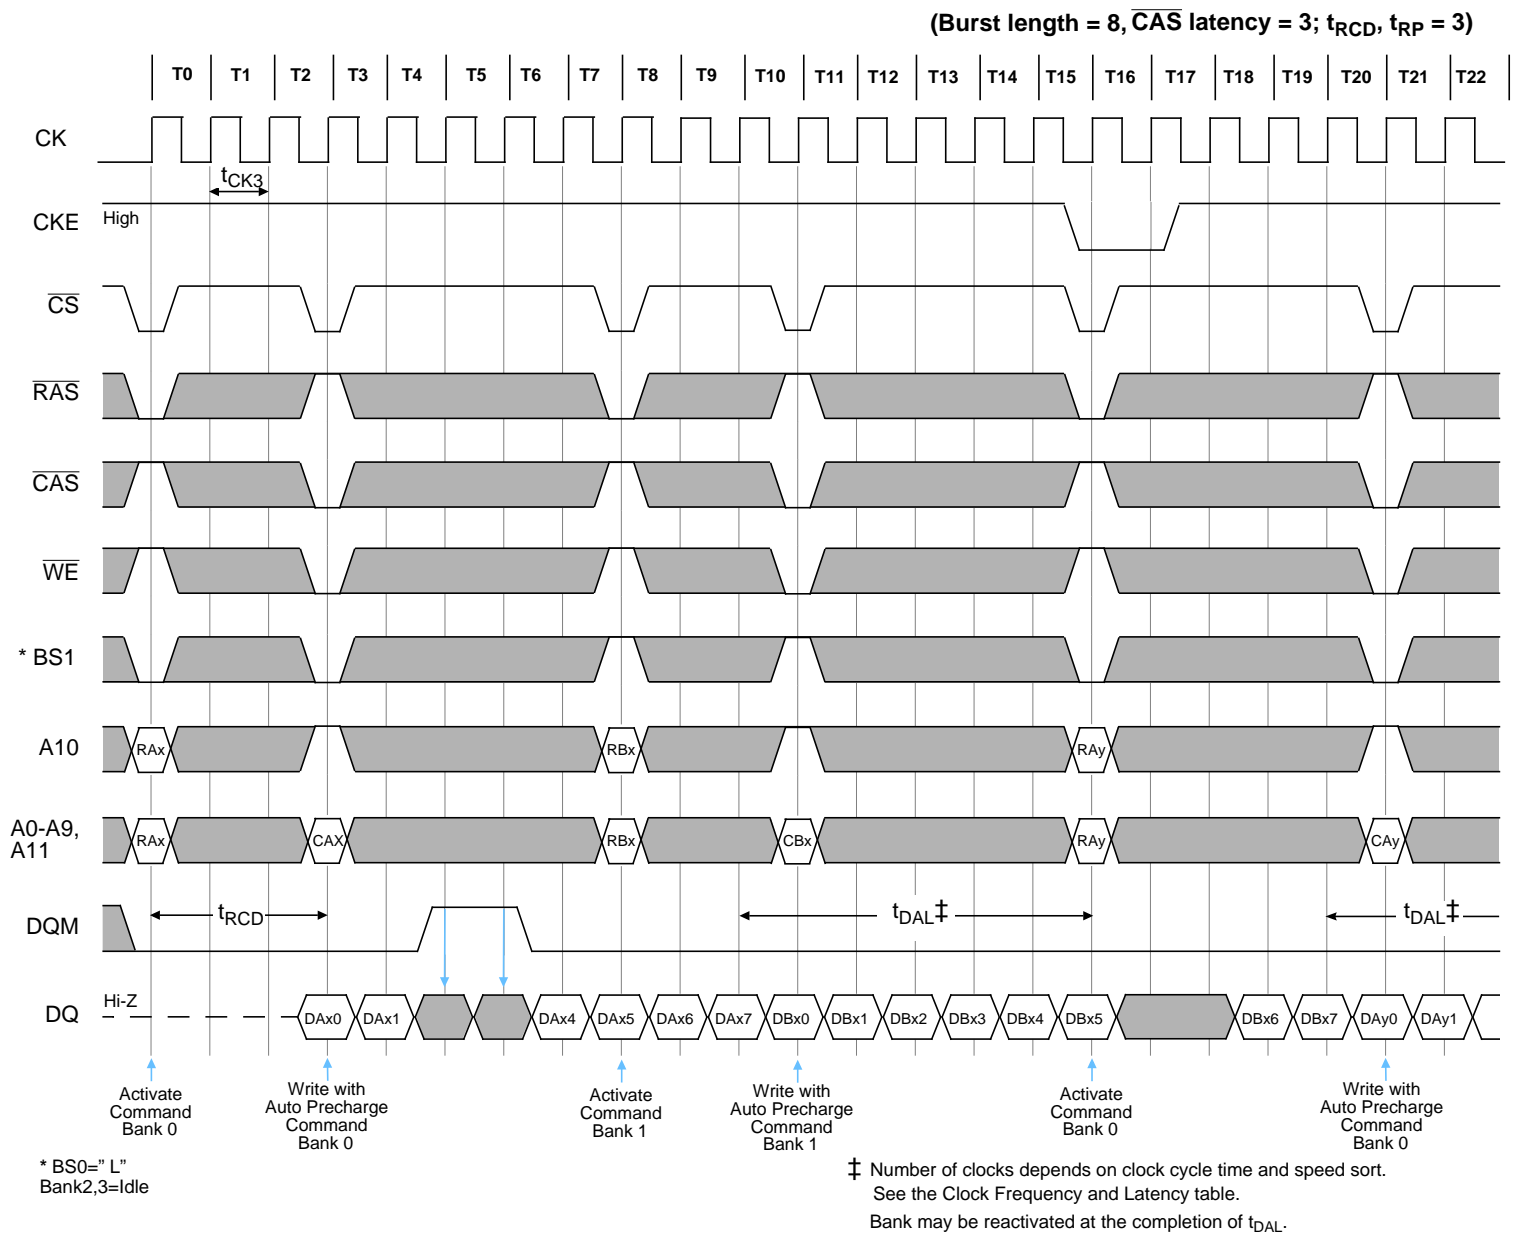 (Burst length = 8, CAS latency = 3; tRCD, tRP = 3)
T0 T1 T2 T3 T4 T5 T6 T7 T8 T9 T10 T11 T12 T13 T14 T15 T16 T17 T18 T19 T20 T21 T22
CK
tCK3
CKE High
CS
RAS
CAS
WE
* BS1
A10 RAx RBx RAy
A0-A9,
A11
RAx CAX RBx CBx RAy CAy
DQM tRCD tDAL‡ tDAL‡
DQ Hi-Z DAx0 DAx1 DAx4 DAx5 DAx6 DAx7 DBx0 DBx1 DBx2 DBx3 DBx4 DBx5 DBx6 DBx7 DAy0 DAy1
Activate
Command
Bank 0
Write with
Auto Precharge
Command
Bank 0
Activate
Command
Bank 1
Write with
Auto Precharge
Command
Bank 1
Activate
Command
Bank 0
Write with
Auto Precharge
Command
Bank 0
* BS0=” L”
Bank2,3=Idle
‡ Number of clocks depends on clock cycle time and speed sort.
See the Clock Frequency and Latency table.
Bank may be reactivated at the completion of tDAL.